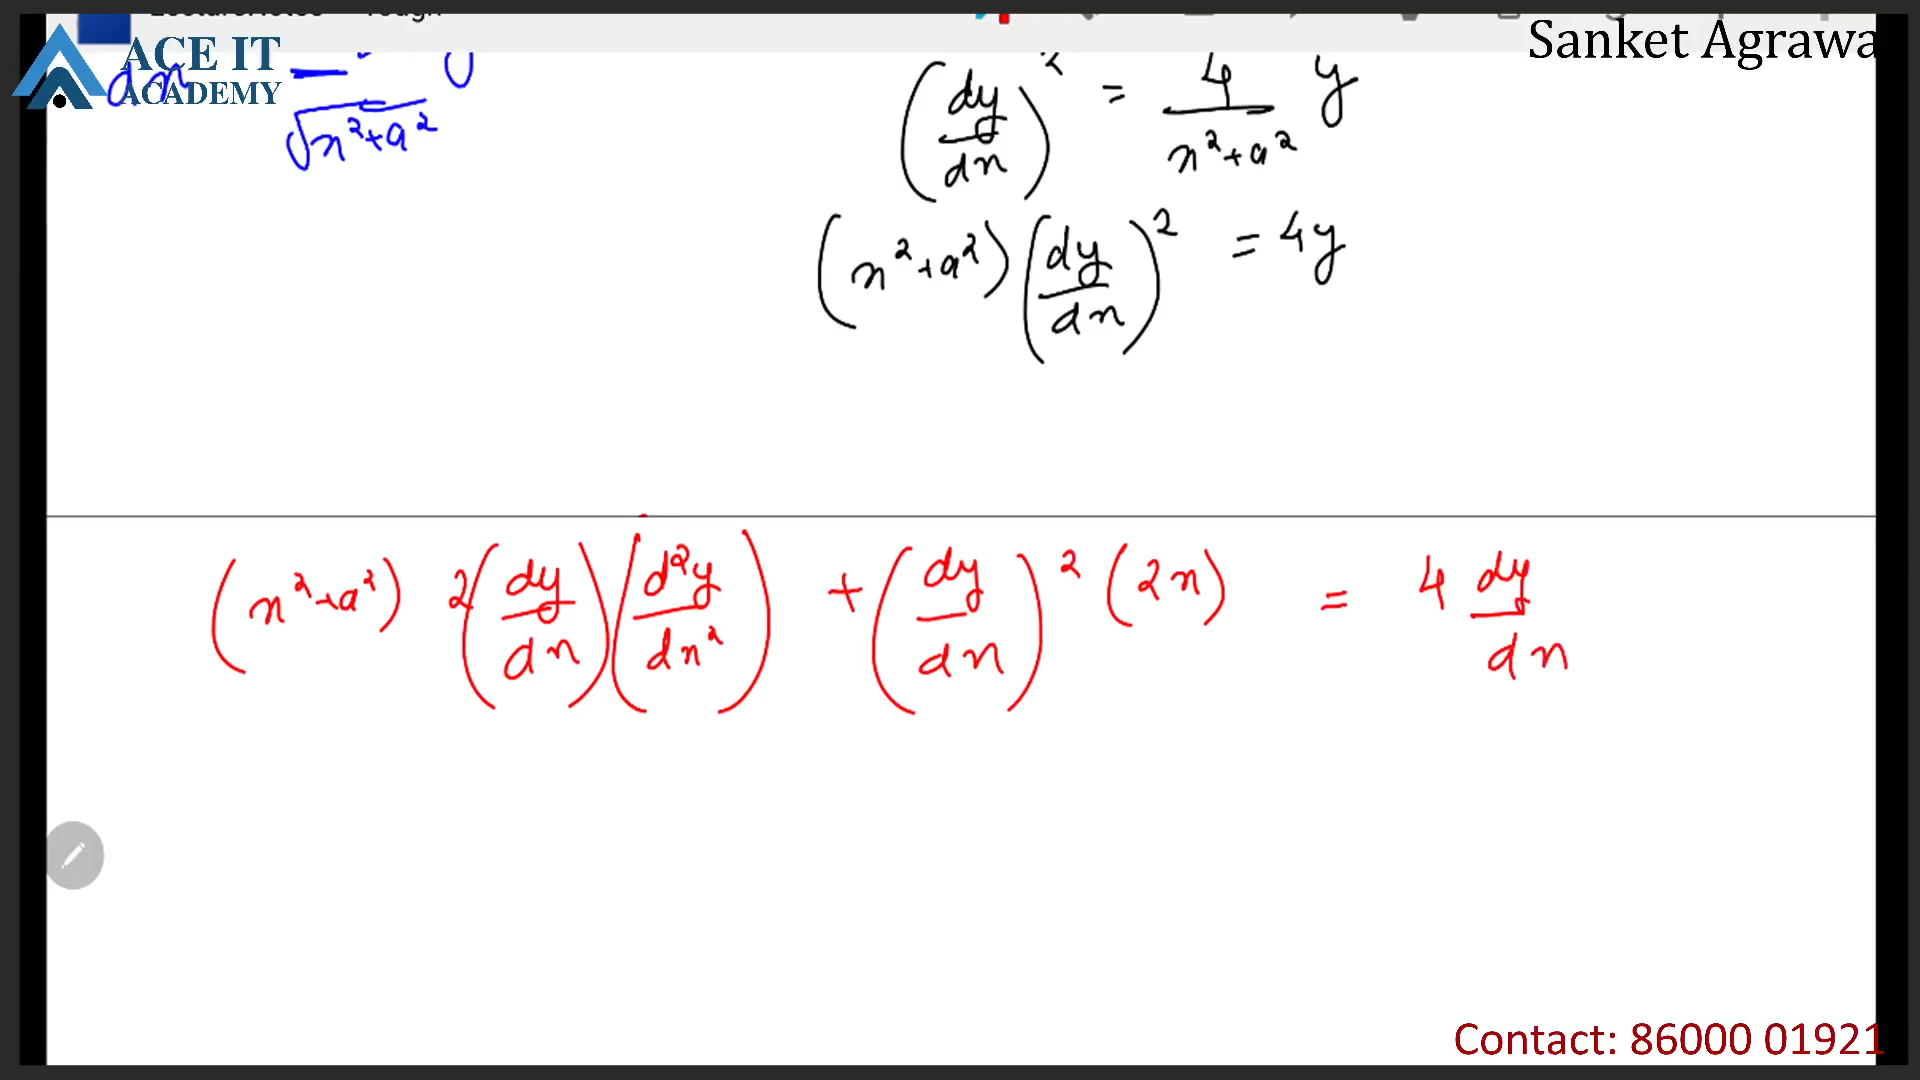 ACE IT
ACADEMY
Sanket Agrawa
dx √x²+a²
(dy/dx)² = 4/(x²+a²) y
(x²+a²)(dy/dx)² = 4y
(x²+a²) 2(dy/dx)(d²y/dx²) + (dy/dx)² (2x) = 4 dy/dx
Contact: 86000 01921